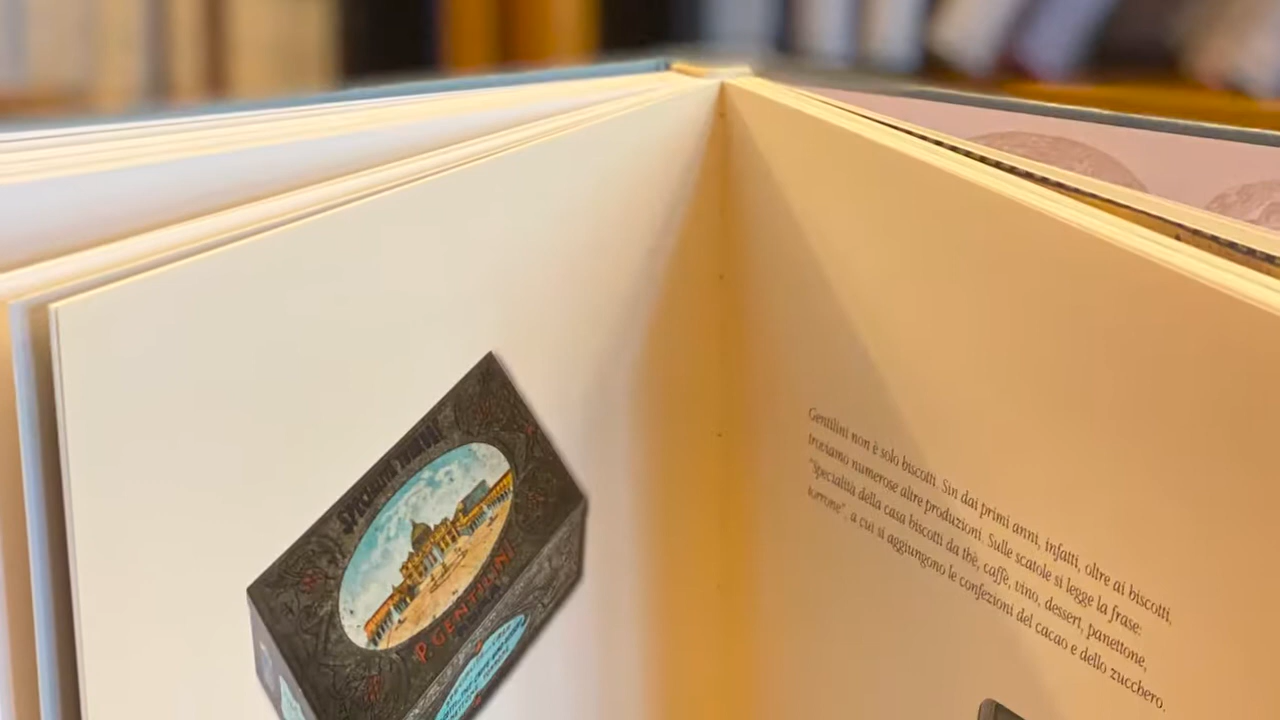 P. GENTILINI
Gentilini non è solo biscotti. Sin dai primi anni, infatti, oltre ai biscotti,
troviamo numerose altre produzioni. Sulle scatole si legge la frase:
"Specialità della casa biscotti da thè, caffè, vino, dessert, panettone,
torrone", a cui si aggiungono le confezioni del cacao e dello zucchero.